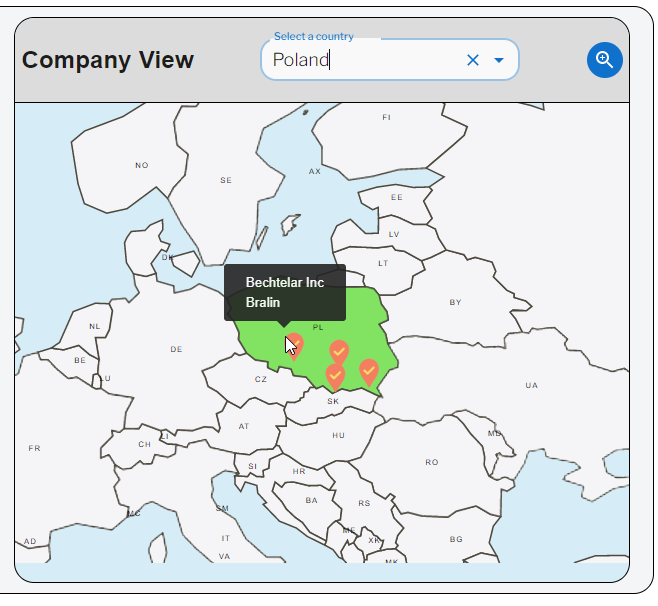 Select a country
Company View
Poland
FI
NO
AX
SE
EE
LV
DK
LT
Bechtelar Inc
Bralin
BY
NL
PL
DE
BE
LU
CZ
UA
SK
AT
MD
LI
HU
CH
FR
RO
SI
HR
BA
RS
SM
MC
ME
IT
XK
BG
AD
VA
MK